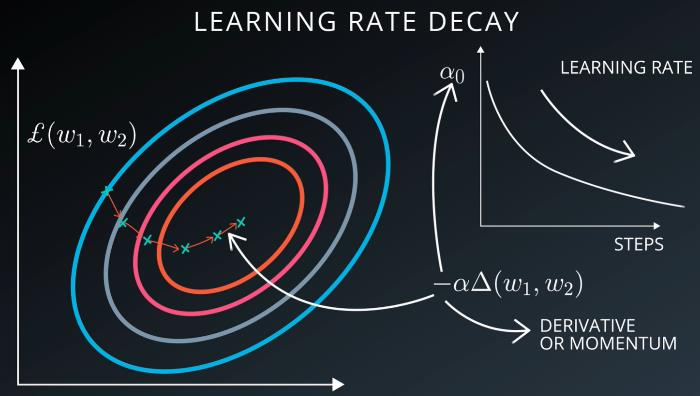 LEARNING RATE DECAY
£(w₁, w₂)
α₀
LEARNING RATE
STEPS
−αΔ(w₁, w₂)
DERIVATIVE
OR MOMENTUM